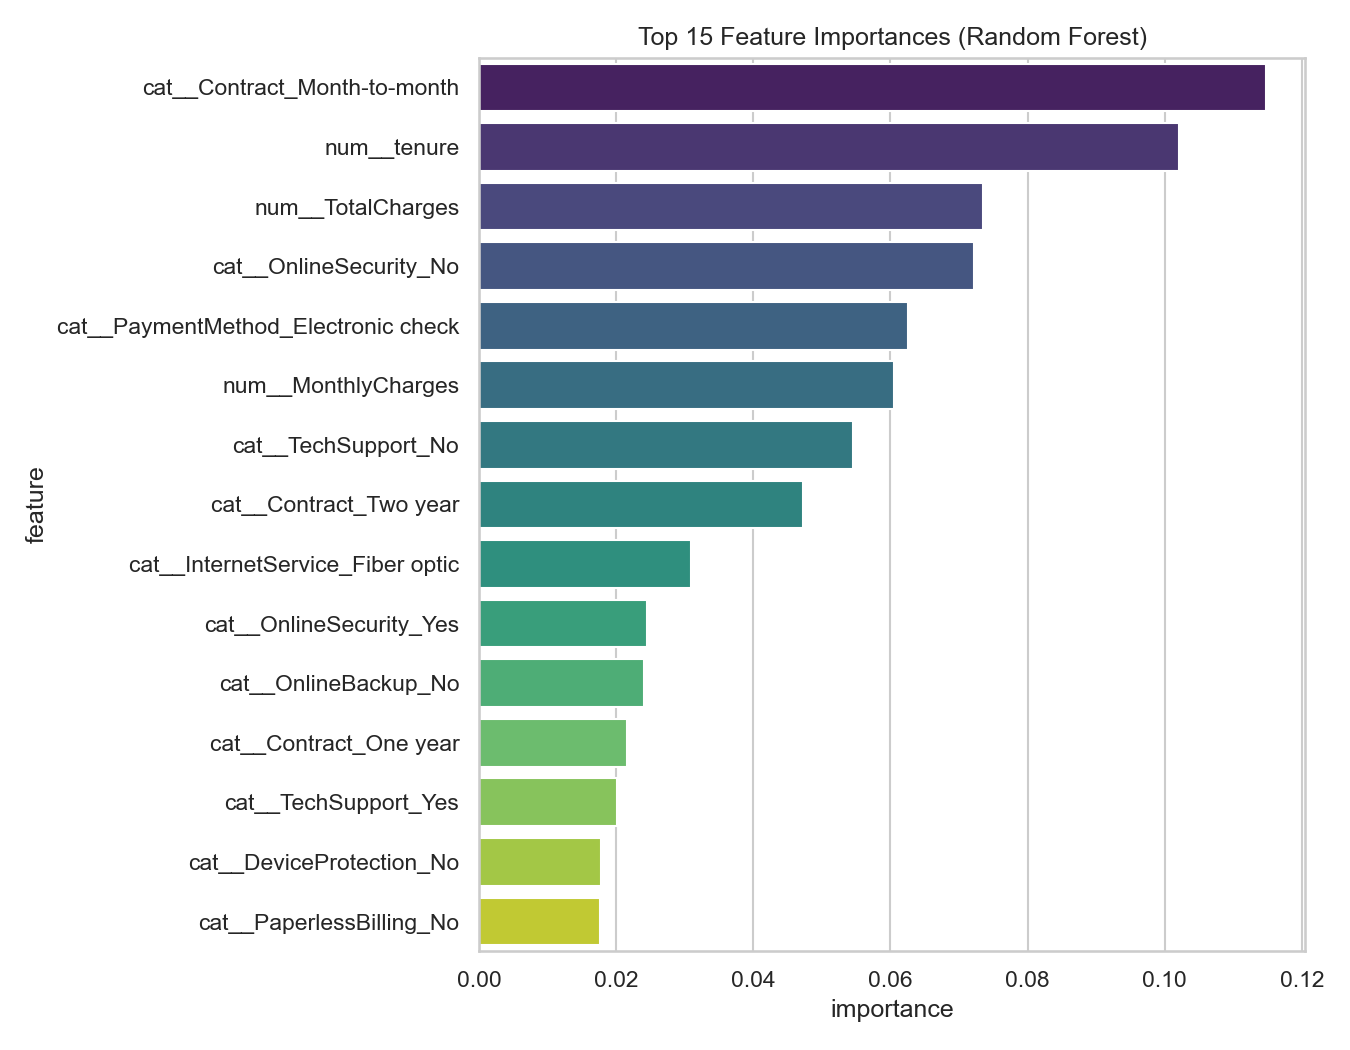 Top 15 Feature Importances (Random Forest)
cat__Contract_Month-to-month
num__tenure
num__TotalCharges
cat__OnlineSecurity_No
cat__PaymentMethod_Electronic check
num__MonthlyCharges
cat__TechSupport_No
cat__Contract_Two year
cat__InternetService_Fiber optic
cat__OnlineSecurity_Yes
cat__OnlineBackup_No
cat__Contract_One year
cat__TechSupport_Yes
cat__DeviceProtection_No
cat__PaperlessBilling_No
feature
0.00 0.02 0.04 0.06 0.08 0.10 0.12
importance